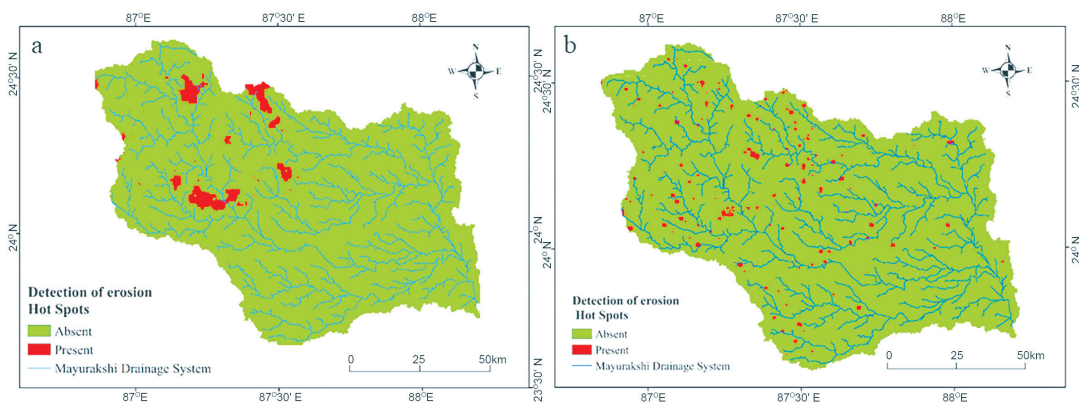 87°E 87°30' E 88°E
a
N
W E
S
24°30' N
24°30' N
24° N
24° N
Detection of erosion
Hot Spots
Absent
Present
Mayurakshi Drainage System
0 25 50km
23°30' N
87°E 87°30' E 88°E
87°E 87°30' E 88°E
b
N
W E
S
24°30' N
24° N
24° N
Detection of erosion
Hot Spots
Absent
Present
Mayurakshi Drainage System
0 25 50km
87°E 87°30' E 88°E